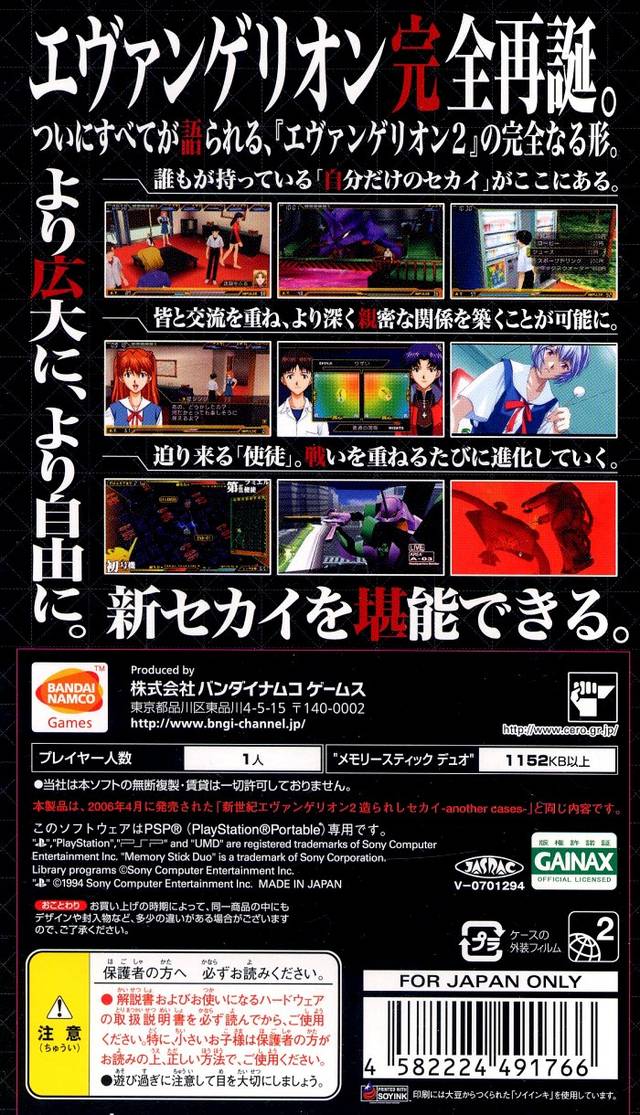 エヴァンゲリオン完全再誕。
ついにすべてが語られる、『エヴァンゲリオン2』の完全なる形。
より広大に、より自由に。
誰もが持っている「自分だけのセカイ」がここにある。
皆と交流を重ね、より深く親密な関係を築くことが可能に。
迫り来る「使徒」。戦いを重ねるたびに進化していく。
初号機
LIVE
AREA
A-03
新セカイを堪能できる。
BANDAI
NAMCO
Games
TM
Produced by
株式会社 バンダイナムコ ゲームス
東京都品川区東品川4-5-15 〒140-0002
http://www.bngi-channel.jp/
http://www.cero.gr.jp/
プレイヤー人数 1人
"メモリースティック デュオ" 1152KB以上
●当社は本ソフトの無断複製・賃貸は一切許可しておりません。
本製品は、2006年4月に発売された「新世紀エヴァンゲリオン2 造られしセカイ-another cases-」と同じ内容です。
このソフトウェアはPSP®（PlayStation®Portable）専用です。
"PlayStation","PSP" and "UMD" are registered trademarks of Sony Computer
Entertainment Inc. "Memory Stick Duo" is a trademark of Sony Corporation.
Library programs ©Sony Computer Entertainment Inc.
©1994 Sony Computer Entertainment Inc. MADE IN JAPAN
JASRAC
V-0701294
版権許諾証
GAINAX
OFFICIAL LICENSED
おことわり お買い上げの時期によって、同一商品の中にも
デザインや封入物など、多少の違いがある場合がございます
ので、ご了承ください。
プラ
ケースの
外装フィルム
2
注意
(ちゅうい)
保護者の方へ 必ずお読みください。
●解説書およびお使いになるハードウェア
の取扱説明書を必ず読んでから、ご使用
ください。特に、小さいお子様は保護者の方が
お読みの上、正しい方法で、ご使用ください。
●遊び過ぎに注意して目を大切にしましょう。
FOR JAPAN ONLY
4 582224 491766
PRINTED WITH
SOY INK
印刷には大豆からつくられた「ソイインキ」を使用しています。